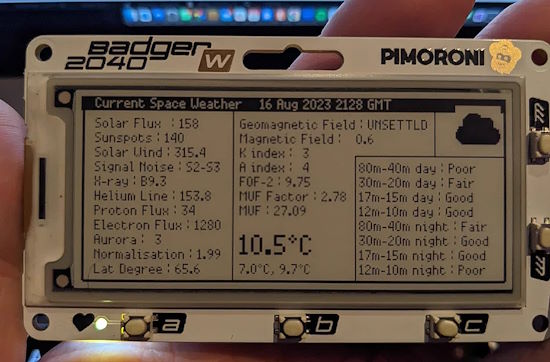 Badger
2040 W
PIMORONI
Current Space Weather 16 Aug 2023 2128 GMT
Solar Flux : 158
Sunspots : 140
Solar Wind : 315.4
Signal Noise : S2-S3
X-ray : B9.3
Helium Line : 153.8
Proton Flux : 34
Electron Flux : 1280
Aurora : 3
Normalisation : 1.99
Lat Degree : 65.6
Geomagnetic Field : UNSETTLD
Magnetic Field : 0.6
K index : 3
A index : 4
FOF-2 : 9.75
MUF Factor : 2.78
MUF : 27.09
10.5°C
7.0°C, 9.7°C
80m-40m day : Poor
30m-20m day : Fair
17m-15m day : Good
12m-10m day : Good
80m-40m night : Fair
30m-20m night : Good
17m-15m night : Good
12m-10m night : Poor
a
b
c